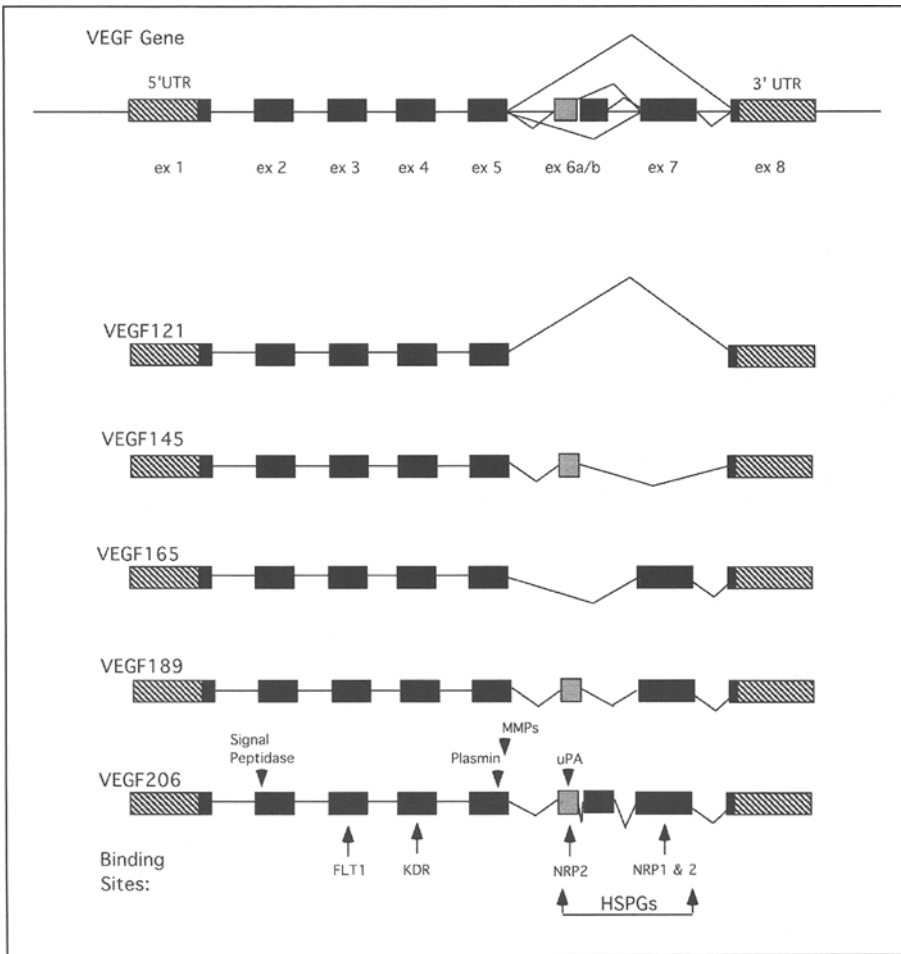 VEGF Gene
5'UTR
3' UTR
ex 1 ex 2 ex 3 ex 4 ex 5 ex 6a/b ex 7 ex 8
VEGF121
VEGF145
VEGF165
VEGF189
Signal
Peptidase
MMPs
Plasmin
uPA
VEGF206
Binding
Sites:
FLT1 KDR NRP2 NRP1 & 2
HSPGs